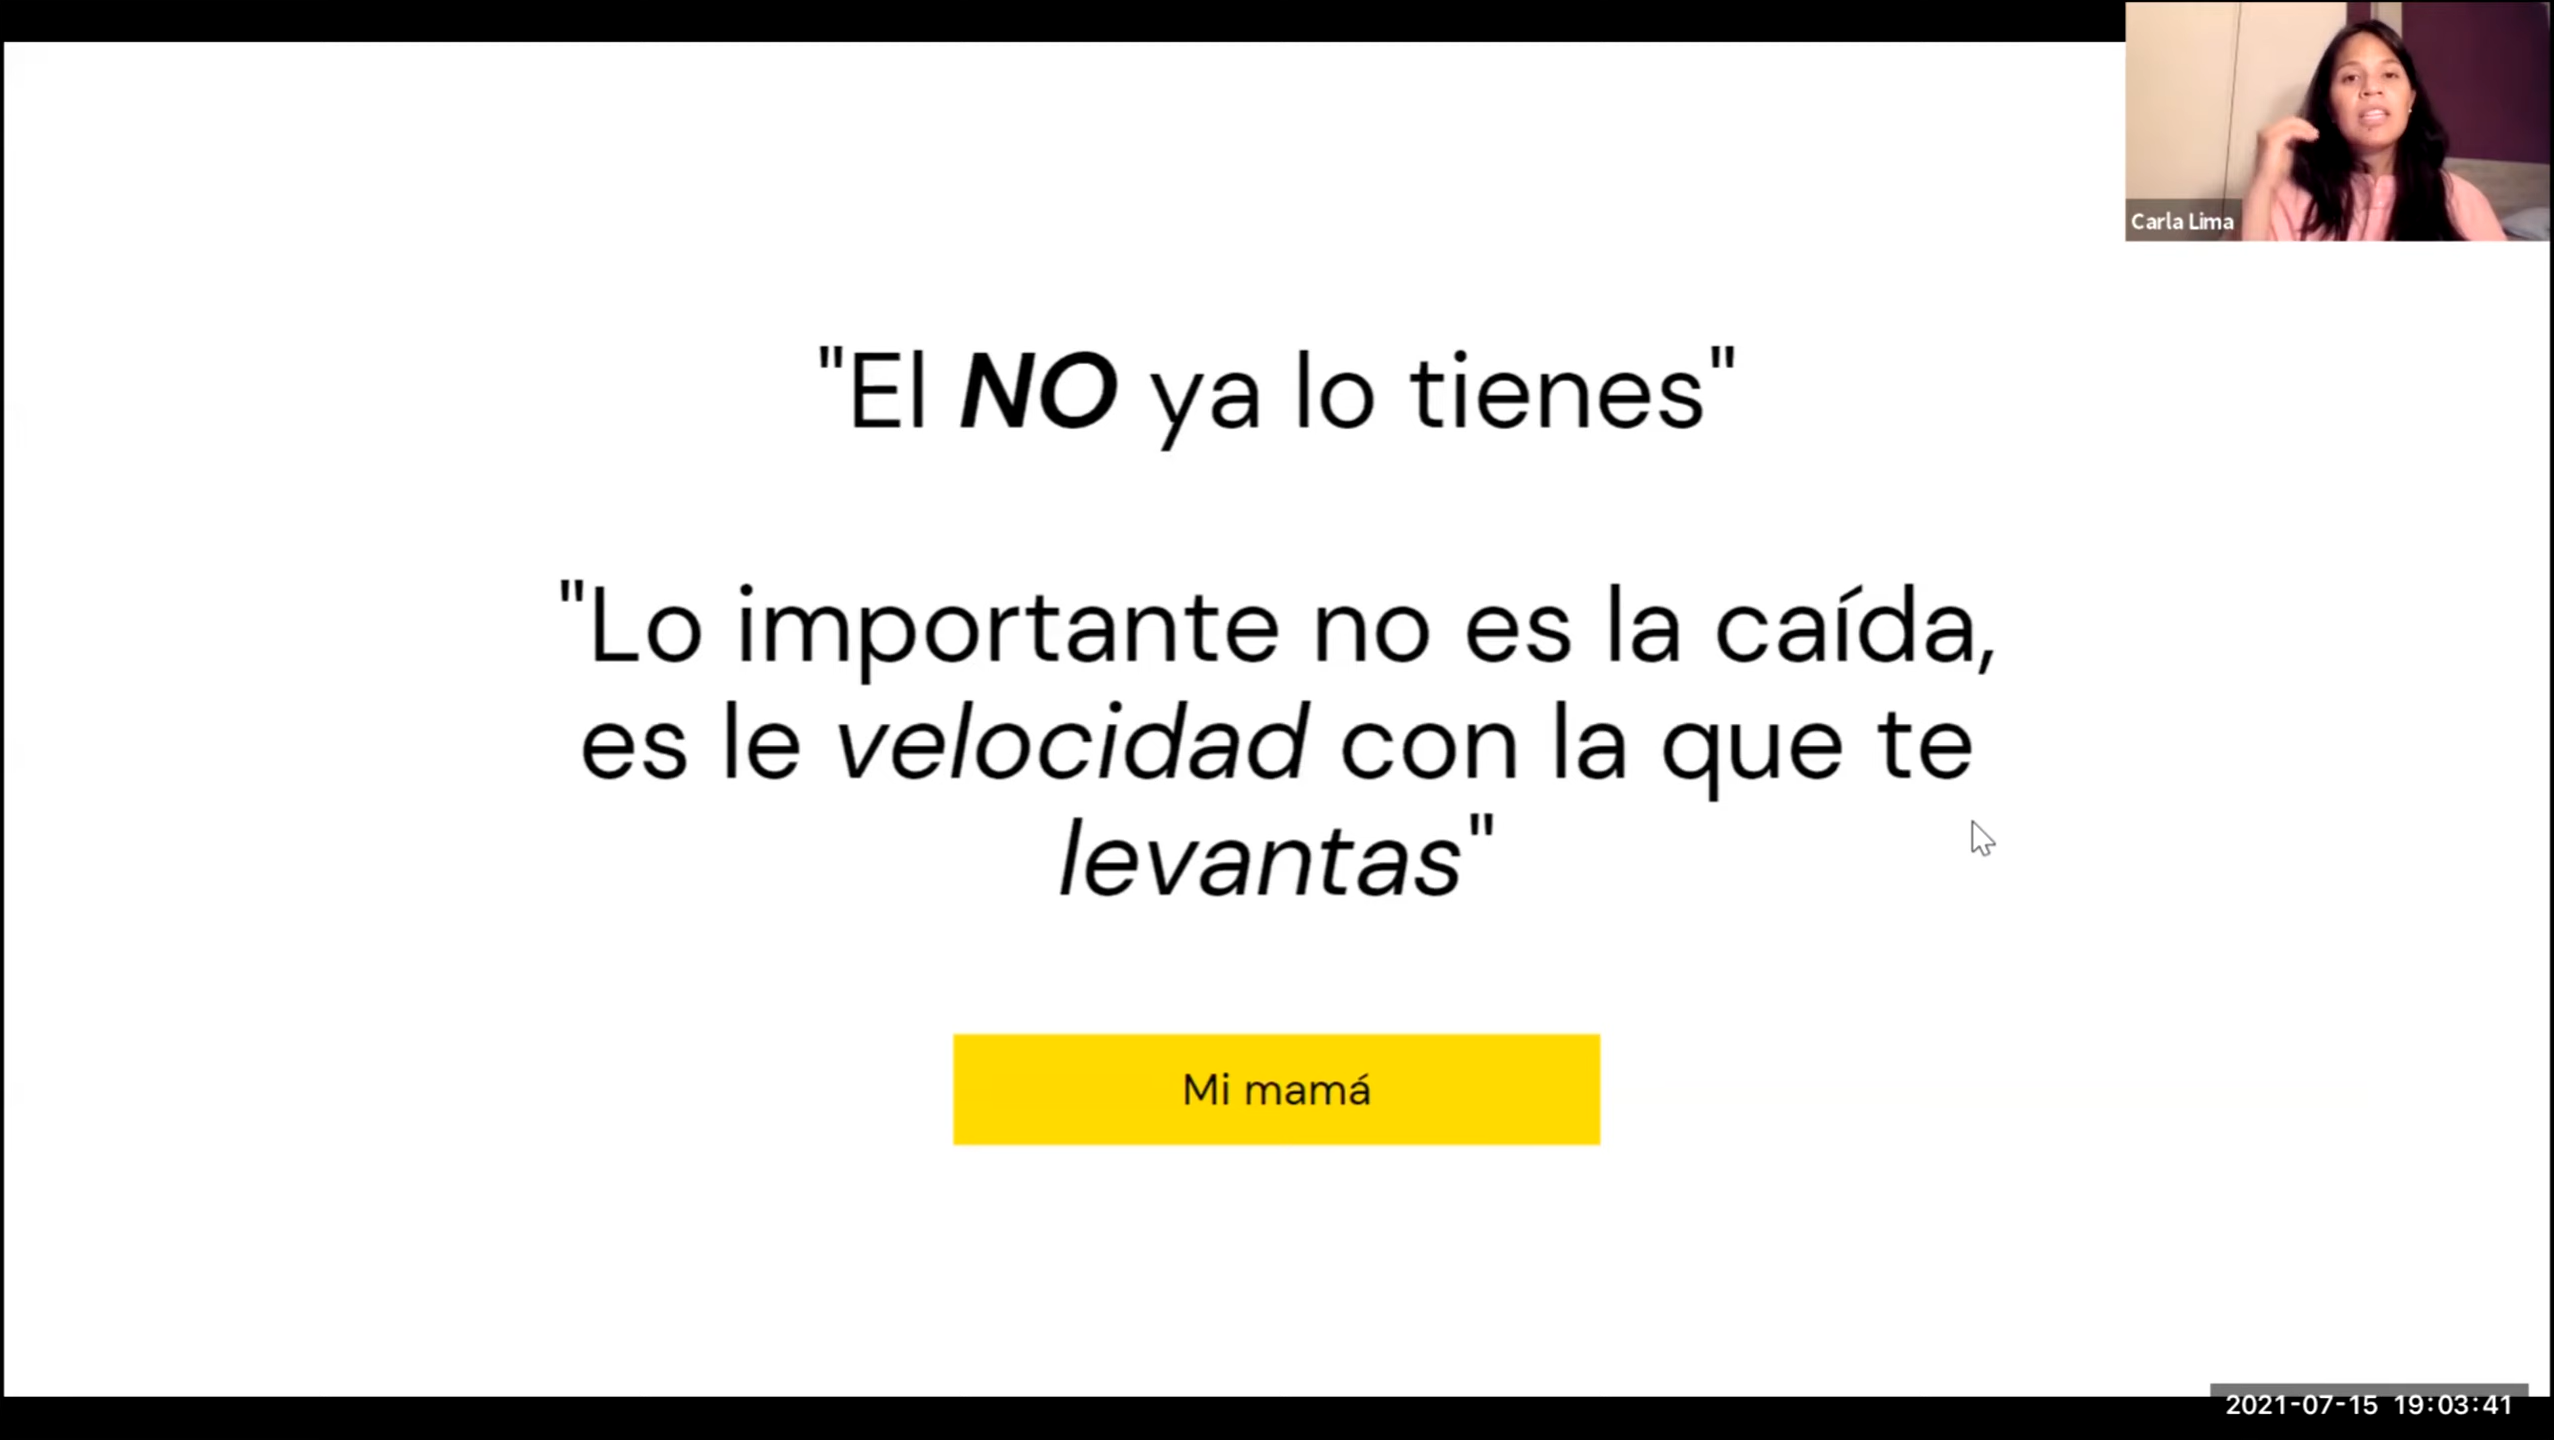 Carla Lima
"El NO ya lo tienes"
"Lo importante no es la caída,
es le velocidad con la que te
levantas"
Mi mamá
2021-07-15 19:03:41